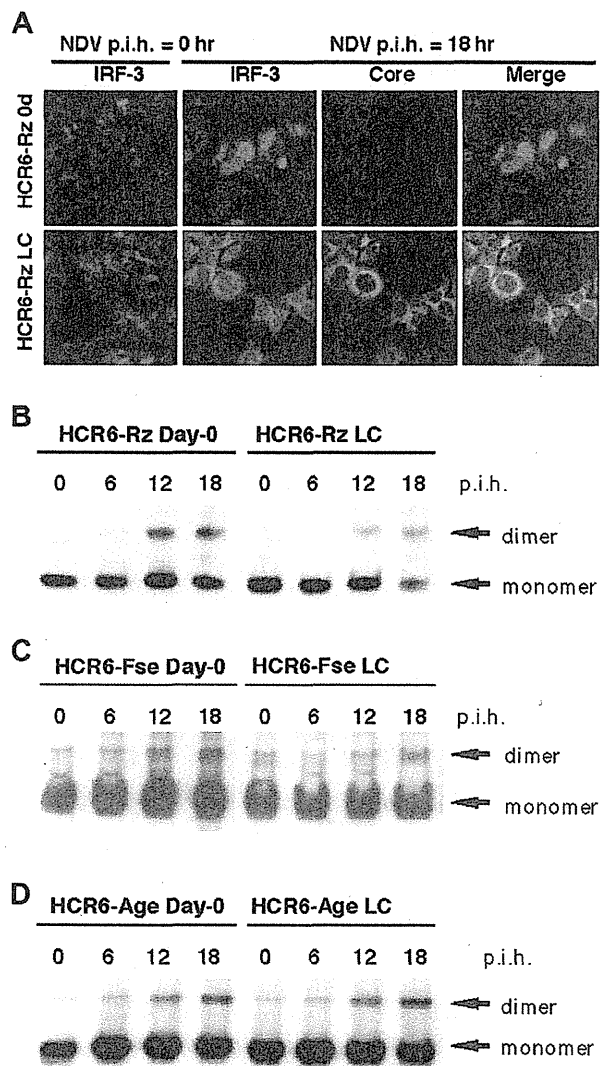 A
NDV p.i.h. = 0 hr NDV p.i.h. = 18 hr
IRF-3 IRF-3 Core Merge
HCR6-Rz 0d
HCR6-Rz LC
B
HCR6-Rz Day-0 HCR6-Rz LC
0 6 12 18 0 6 12 18 p.i.h.
dimer
monomer
C
HCR6-Fse Day-0 HCR6-Fse LC
0 6 12 18 0 6 12 18 p.i.h.
dimer
monomer
D
HCR6-Age Day-0 HCR6-Age LC
0 6 12 18 0 6 12 18 p.i.h.
dimer
monomer